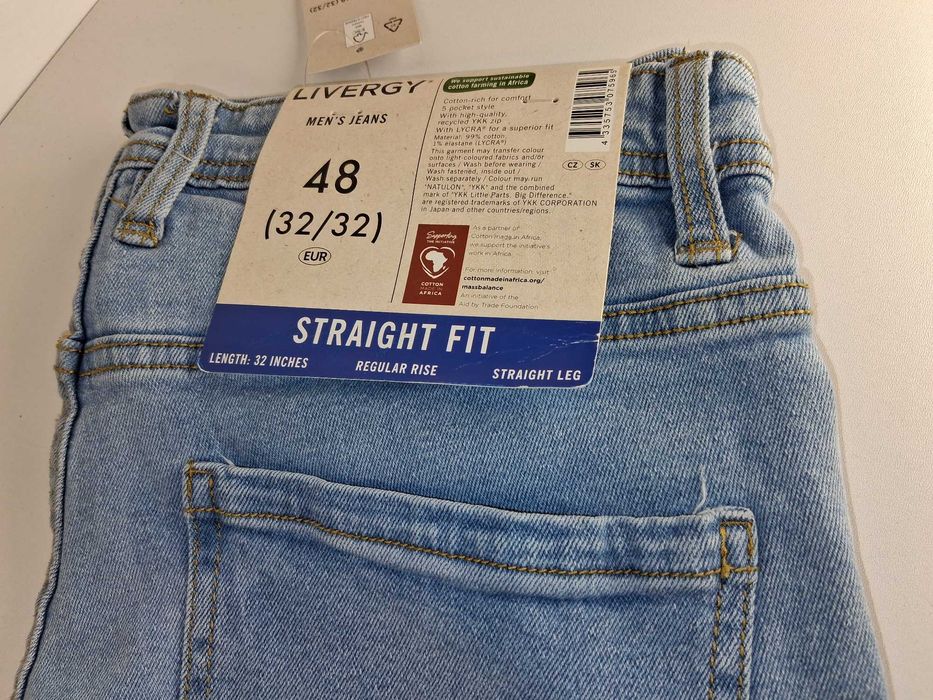 (32/32)
LIVERGY®
MEN'S JEANS
48
(32/32)
EUR
We support sustainable
cotton farming in Africa
Cotton-rich for comfort
5 pocket style
With high-quality,
recycled YKK zip
With LYCRA® for a superior fit
Material: 99% cotton,
1% elastane (LYCRA®)
This garment may transfer colour
onto light-coloured fabrics and/or
surfaces / Wash before wearing /
Wash fastened, inside out /
Wash separately / Colour may run
"NATULON", "YKK" and the combined
mark of "YKK Little Parts. Big Difference."
are registered trademarks of YKK CORPORATION
in Japan and other countries/regions.
4 335753 075965
CZ SK
Supporting
THE INITIATIVE
COTTON
MADE IN
AFRICA
As a partner of
Cotton made in Africa,
we support the initiative's
work in Africa.
For more information, visit
cottonmadeinafrica.org/
massbalance
An initiative of the
Aid by Trade Foundation
STRAIGHT FIT
LENGTH: 32 INCHES
REGULAR RISE
STRAIGHT LEG